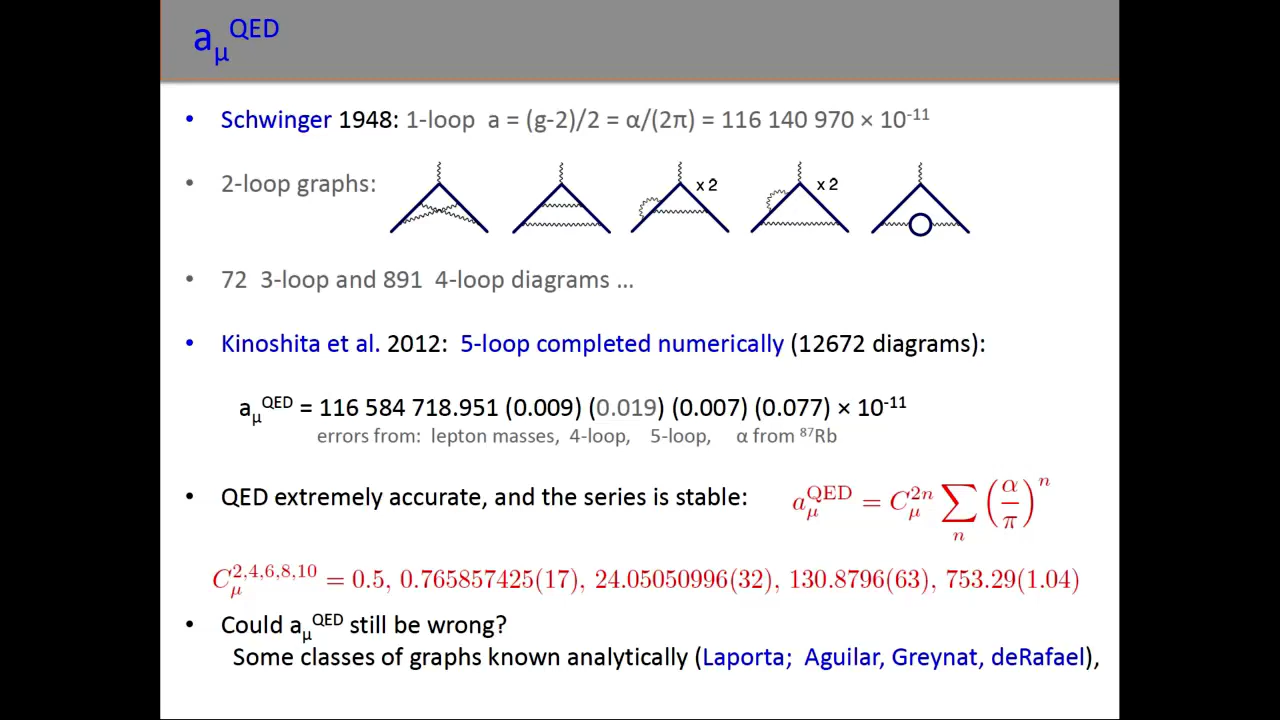 aμQED
• Schwinger 1948: 1-loop a = (g-2)/2 = α/(2π) = 116 140 970 × 10-11
• 2-loop graphs:
x 2
x 2
• 72 3-loop and 891 4-loop diagrams ...
• Kinoshita et al. 2012: 5-loop completed numerically (12672 diagrams):
aμQED = 116 584 718.951 (0.009) (0.019) (0.007) (0.077) × 10-11
errors from: lepton masses, 4-loop, 5-loop, α from 87Rb
• QED extremely accurate, and the series is stable: aμQED = Cμ2n ∑n (α/π)n
Cμ2,4,6,8,10 = 0.5, 0.765857425(17), 24.05050996(32), 130.8796(63), 753.29(1.04)
• Could aμQED still be wrong?
Some classes of graphs known analytically (Laporta; Aguilar, Greynat, deRafael),